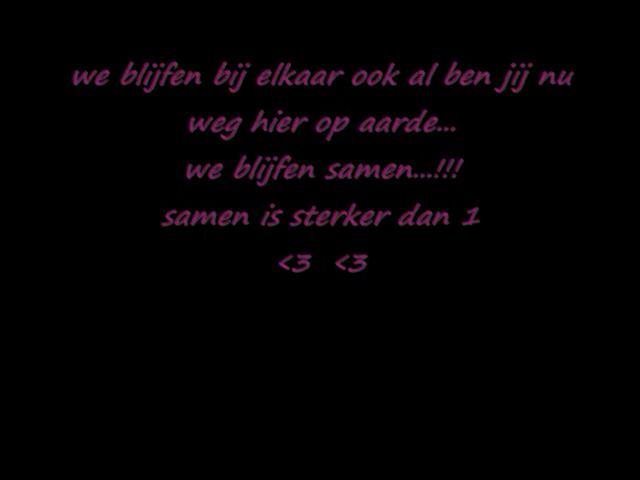 we blijfen bij elkaar ook al ben jij nu
weg hier op aarde...
we blijfen samen...!!!
samen is sterker dan 1
<3 <3